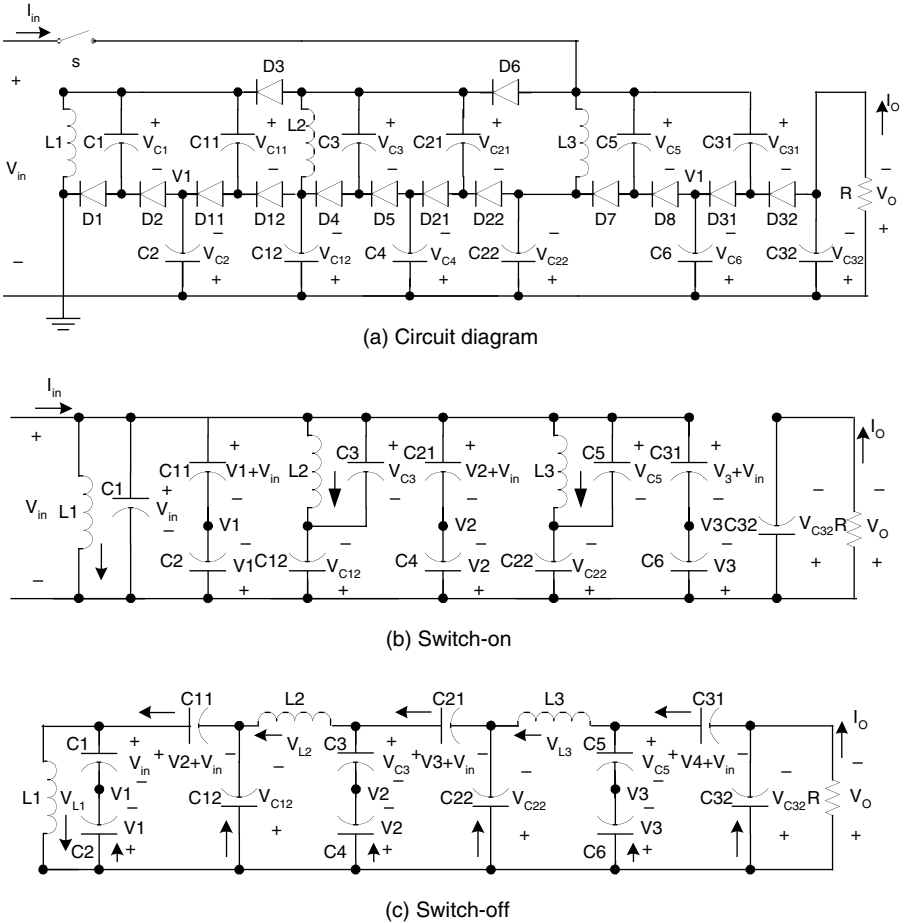 I_in
s
D3
D6
+
+
+
+
+
+
+
I_O
L1
C1
V_C1
C11
V_C11
L2
C3
V_C3
C21
V_C21
L3
C5
V_C5
C31
V_C31
V_in
–
–
–
–
–
–
–
V1
V1
R
V_O
D1
D2
D11
D12
D4
D5
D21
D22
D7
D8
D31
D32
+
–
–
–
–
–
–
C2
V_C2
C12
V_C12
C4
V_C4
C22
V_C22
C6
V_C6
C32
V_C32
–
+
+
+
+
+
+
(a) Circuit diagram
I_in
+
+
+
+
+
+
+
I_O
C11
V1+V_in
L2
C3
V_C3
C21
V2+V_in
L3
C5
V_C5
C31
V_3+V_in
V_in
L1
C1
+
V_in
–
–
–
–
–
–
–
–
–
V1
V2
V3
C32
V_C32
R
V_O
–
–
–
–
–
C2
V1
C12
V_C12
C4
V2
C22
V_C22
C6
V3
–
+
+
+
+
+
+
+
(b) Switch-on
C11
L2
C21
L3
C31
I_O
C1
+
V_in
+
V2+V_in
–
V_L2
C3
+
V_C3
+
V3+V_in
–
V_L3
C5
+
V_C5
+
V4+V_in
–
–
L1
V_L1
V1
–
–
C12
V_C12
V2
–
–
C22
V_C22
V3
–
–
C32
V_C32
R
V_O
V1
+
V2
+
V3
+
+
+
C2
+
C4
+
C6
(c) Switch-off